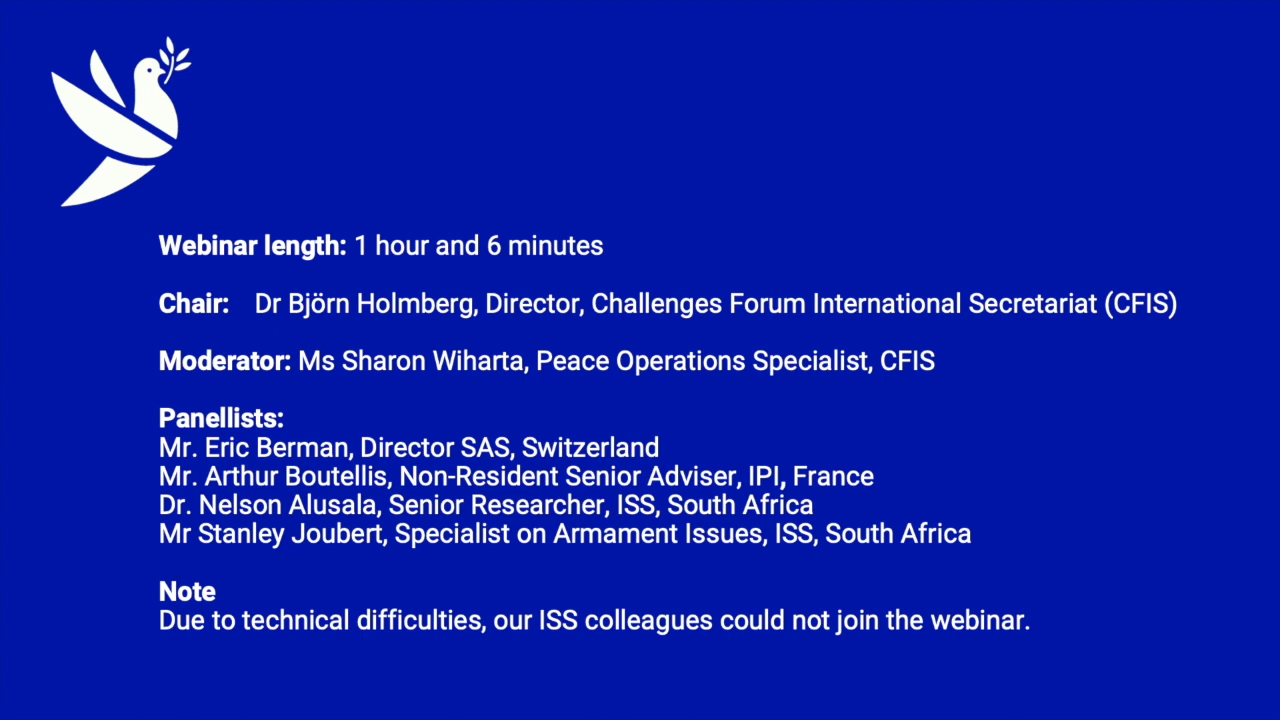 Webinar length: 1 hour and 6 minutes
Chair: Dr Björn Holmberg, Director, Challenges Forum International Secretariat (CFIS)
Moderator: Ms Sharon Wiharta, Peace Operations Specialist, CFIS
Panellists:
Mr. Eric Berman, Director SAS, Switzerland
Mr. Arthur Boutellis, Non-Resident Senior Adviser, IPI, France
Dr. Nelson Alusala, Senior Researcher, ISS, South Africa
Mr Stanley Joubert, Specialist on Armament Issues, ISS, South Africa
Note
Due to technical difficulties, our ISS colleagues could not join the webinar.